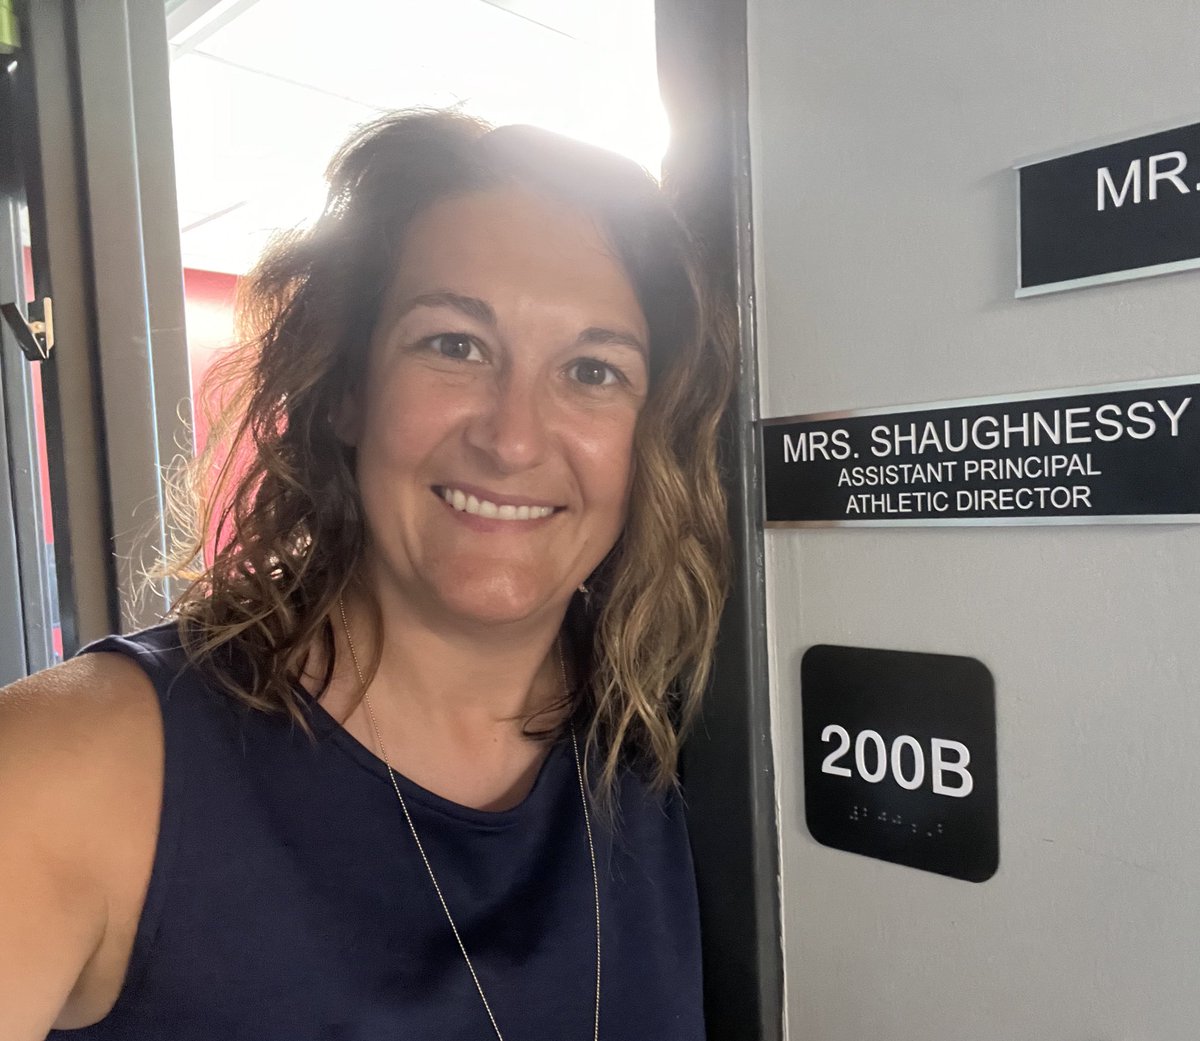 MR.
MRS. SHAUGHNESSY
ASSISTANT PRINCIPAL
ATHLETIC DIRECTOR
200B